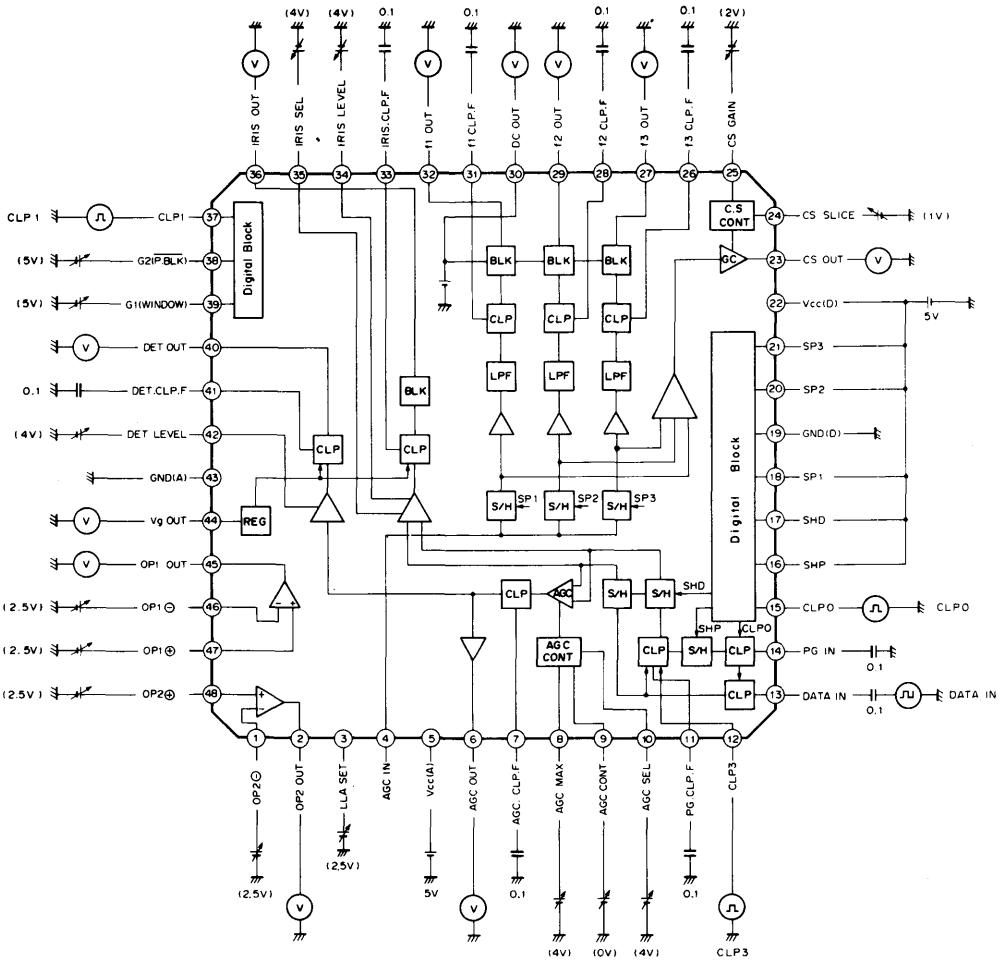 (4V) (4V) 0.1 0.1 0.1 0.1 (2V)
V V V V V
IRIS OUT
IRIS SEL
IRIS LEVEL
IRIS.CLP.F
f1 OUT
f1 CLP.F
DC OUT
f2 OUT
f2 CLP.F
f3 OUT
f3 CLP.F
CS GAIN
36 35 34 33 32 31 30 29 28 27 26 25
CLP1 CLP1 37
(5V) G2(P.BLK) 38
(5V) G1(WINDOW) 39
Digital Block
V DET OUT 40
0.1 DET.CLP.F 41
(4V) DET LEVEL 42
GND(A) 43
V Vg OUT 44
V OP1 OUT 45
(2.5V) OP1 ⊖ 46
(2.5V) OP1 ⊕ 47
(2.5V) OP2 ⊕ 48
C.S CONT
GC
24 CS SLICE (1V)
23 CS OUT V
22 Vcc(D) 5V
21 SP3
20 SP2
19 GND(D)
18 SP1
17 SHD
16 SHP
15 CLPO CLPO
14 PG IN 0.1
13 DATA IN 0.1 DATA IN
BLK BLK BLK
CLP CLP CLP
LPF LPF LPF
BLK
CLP CLP
Digital Block
S/H SP1 S/H SP2 S/H SP3
REG
− +
CLP AGC S/H S/H SHD
SHP CLPO
AGC CONT CLP S/H CLP
CLP
+
−
1 2 3 4 5 6 7 8 9 10 11 12
OP2⊖
OP2 OUT
LLA SET
AGC IN
Vcc(A)
AGC OUT
AGC. CLP.F
AGC MAX
AGC CONT
AGC SEL
PG.CLP.F
CLP3
(2.5V) V (2.5V) 5V V 0.1 (4V) (0V) (4V) 0.1 CLP3